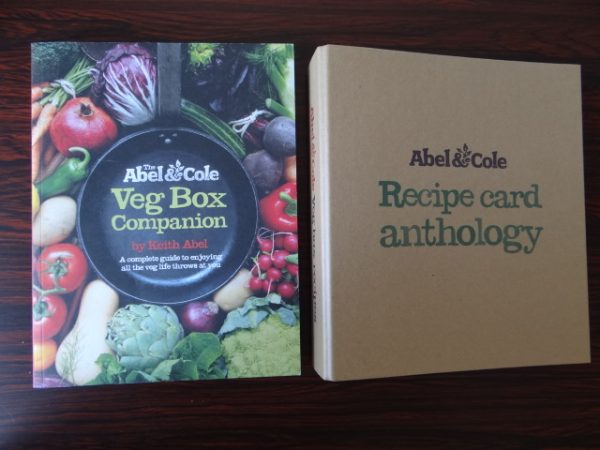 The
Abel & Cole
Veg Box
Companion
by Keith Abel
A complete guide to enjoying
all the veg life throws at you
Abel & Cole
Recipe card
anthology